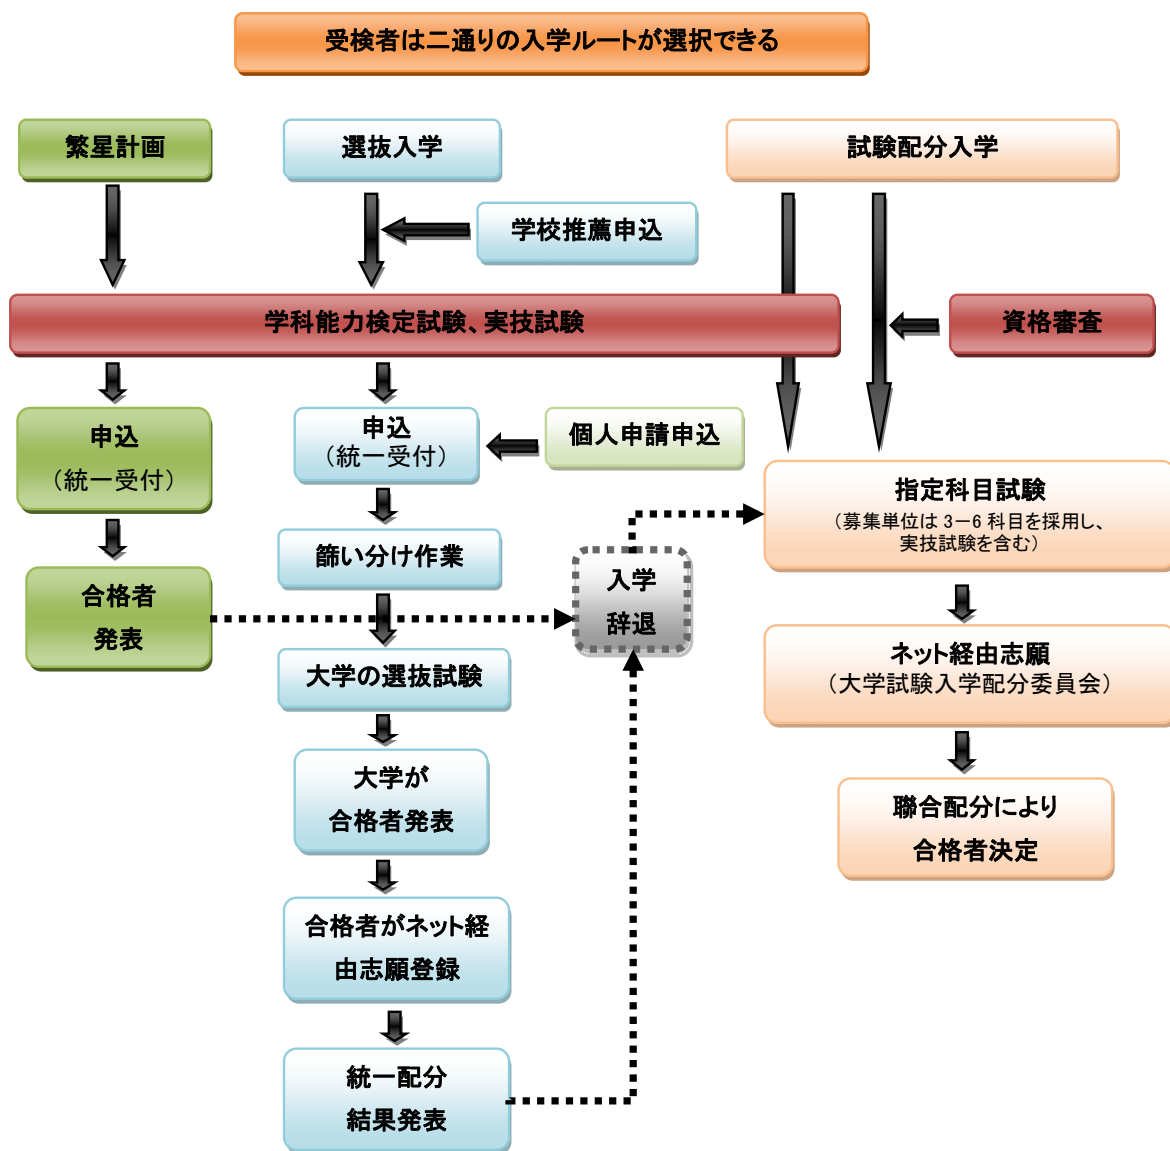 受検者は二通りの入学ルートが選択できる
繁星計画
選抜入学
試験配分入学
学校推薦申込
学科能力検定試験、実技試験
資格審査
申込
（統一受付）
申込
（統一受付）
個人申請申込
指定科目試験
（募集単位は 3－6 科目を採用し、
実技試験を含む）
篩い分け作業
入学
辞退
合格者
発表
大学の選抜試験
ネット経由志願
（大学試験入学配分委員会）
大学が
合格者発表
聯合配分により
合格者決定
合格者がネット経
由志願登録
統一配分
結果発表